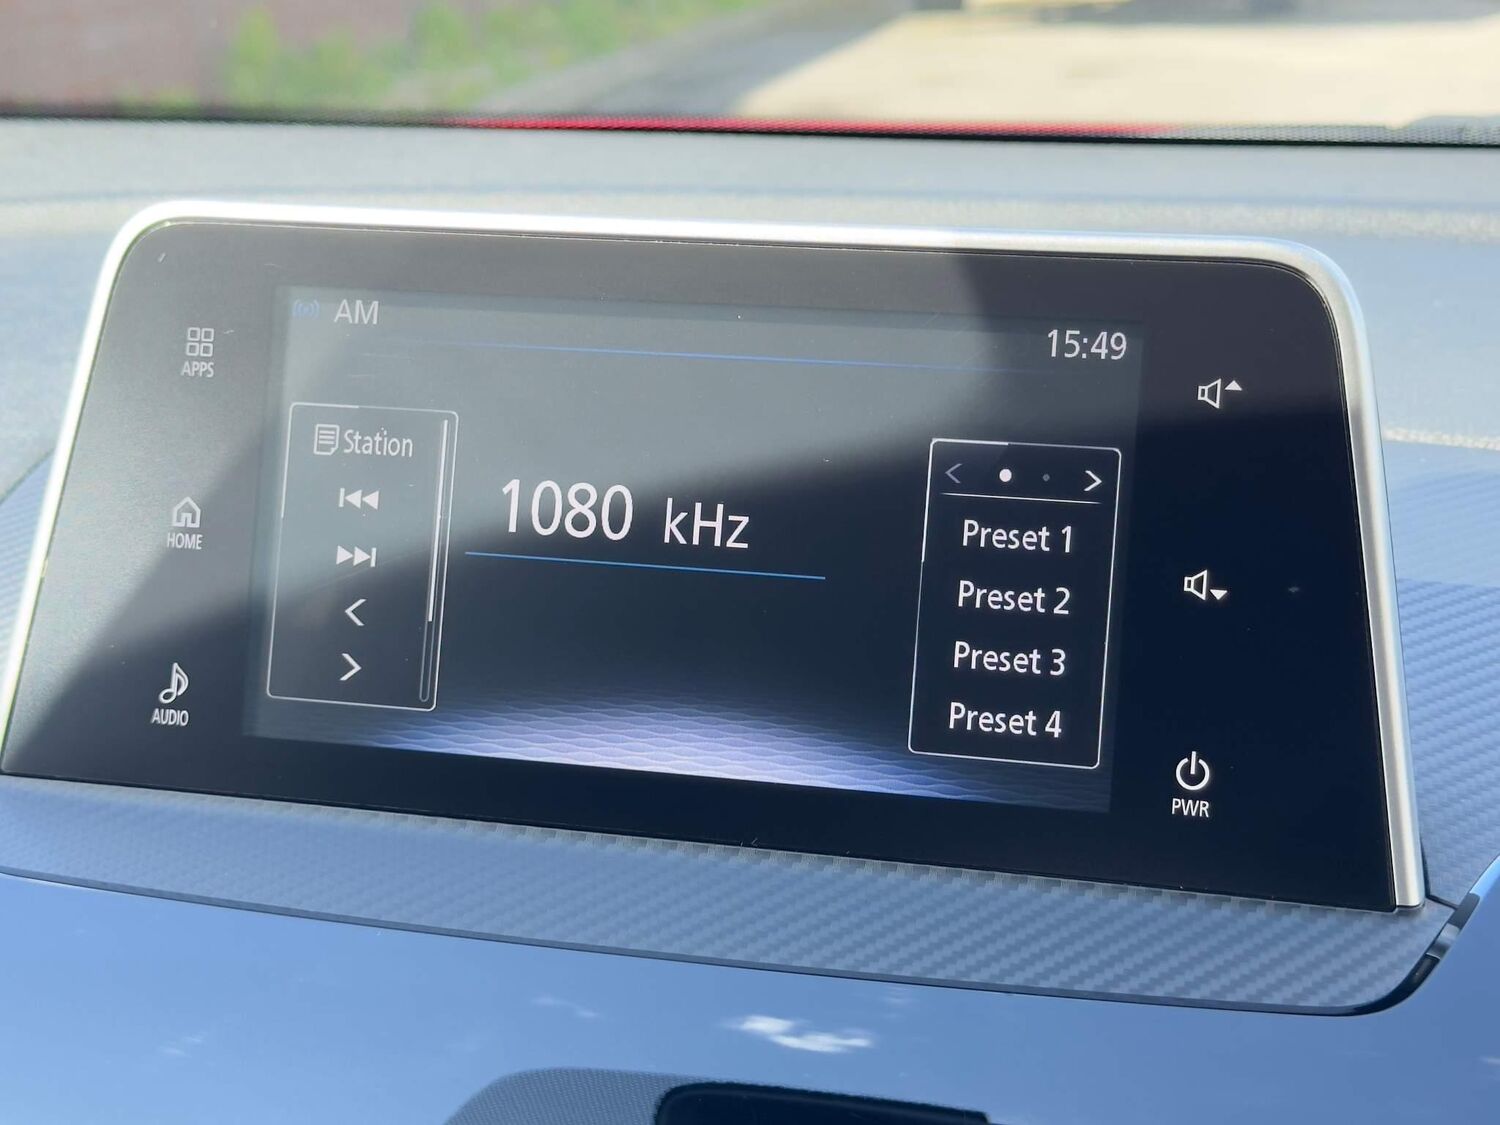 AM
15:49
APPS
HOME
AUDIO
Station
1080 kHz
Preset 1
Preset 2
Preset 3
Preset 4
PWR